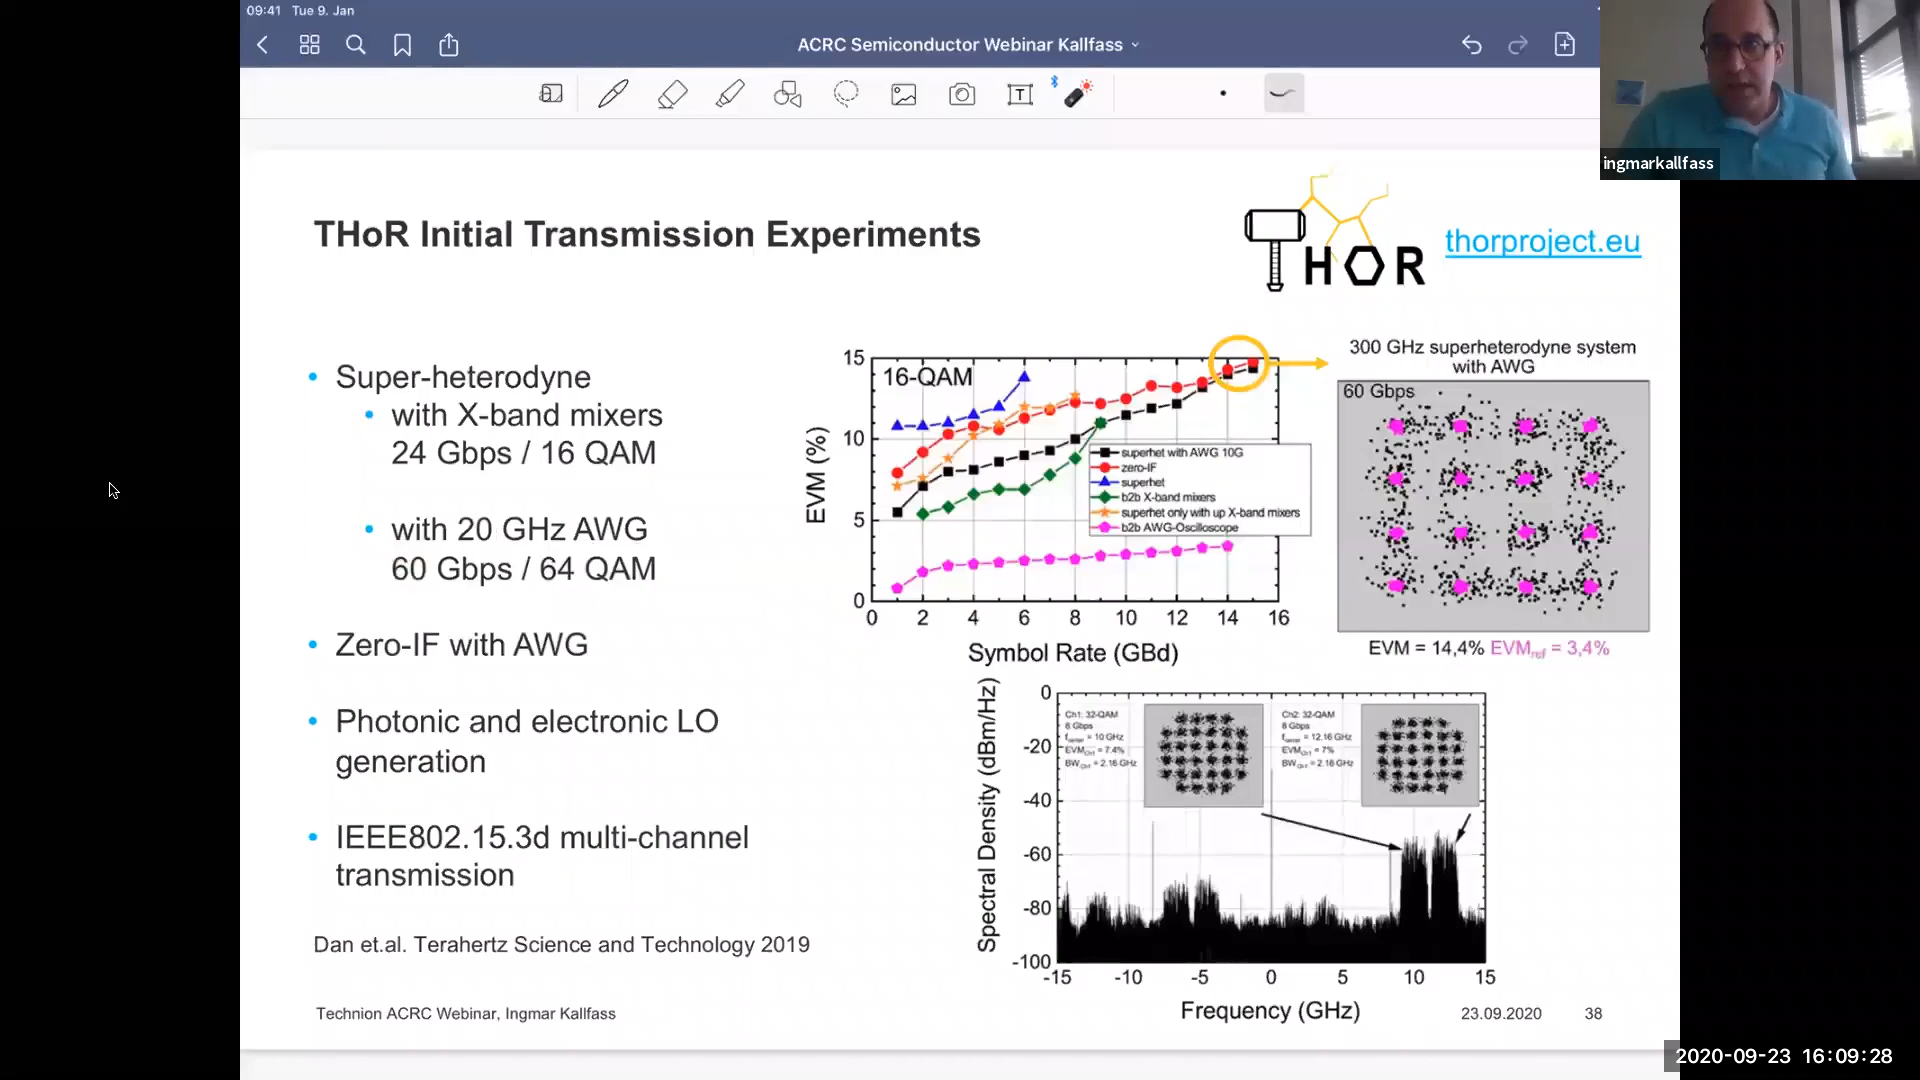 09:41 Tue 9. Jan
ACRC Semiconductor Webinar Kallfass
ingmarkallfass
THoR Initial Transmission Experiments
THOR
thorproject.eu
Super-heterodyne
with X-band mixers
24 Gbps / 16 QAM
with 20 GHz AWG
60 Gbps / 64 QAM
Zero-IF with AWG
Photonic and electronic LO
generation
IEEE802.15.3d multi-channel
transmission
Dan et.al. Terahertz Science and Technology 2019
16-QAM
EVM (%)
15
10
5
0
0 2 4 6 8 10 12 14 16
Symbol Rate (GBd)
superhet with AWG 10G
zero-IF
superhet
b2b X-band mixers
superhet only with up X-band mixers
b2b AWG-Oscilloscope
300 GHz superheterodyne system
with AWG
60 Gbps
EVM = 14,4% EVMref = 3,4%
Spectral Density (dBm/Hz)
0
-20
-40
-60
-80
-100
Ch1: 32-QAM
8 Gbps
fcenter = 10 GHz
EVMCh1 = 7.4%
BWCh1 = 2.16 GHz
Ch2: 32-QAM
8 Gbps
fcenter = 12.16 GHz
EVMCh1 = 7%
BWCh1 = 2.16 GHz
-15 -10 -5 0 5 10 15
Frequency (GHz)
Technion ACRC Webinar, Ingmar Kallfass
23.09.2020 38
2020-09-23 16:09:28